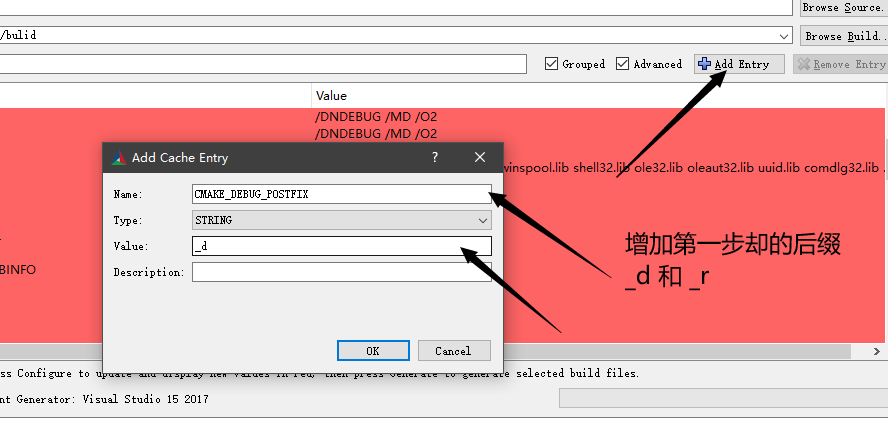 Browse Source.
/bulid
Browse Build..
Grouped
Advanced
Add Entry
Remove Entry
Value
/DNDEBUG /MD /O2
/DNDEBUG /MD /O2
Add Cache Entry
?
winspool.lib shell32.lib ole32.lib oleaut32.lib uuid.lib comdlg32.lib .
Name:
CMAKE_DEBUG_POSTFIX
Type:
STRING
Value:
_d
Description:
BINFO
增加第一步却的后缀
_d 和 _r
OK
Cancel
ss Configure to update and display new values in red, then press Generate to generate selected build files.
nt Generator: Visual Studio 15 2017